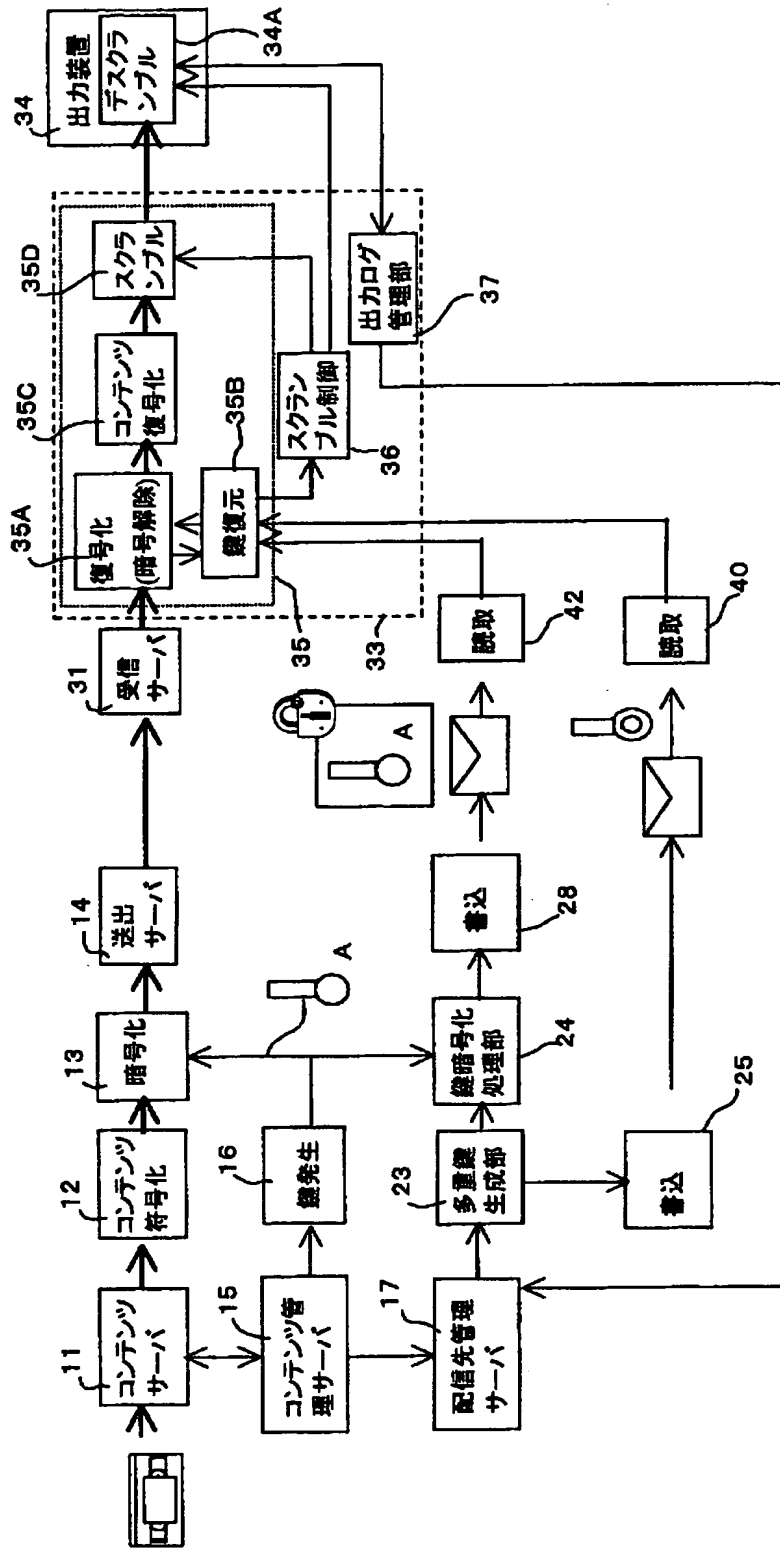 11
コンテンツ
サーバ
12
コンテンツ
符号化
13
暗号化
14
送出
サーバ
31
受信
サーバ
35A
復号化
(暗号解除)
35C
コンテンツ
復号化
35D
スクラ
ンブル
34
出力装置
デスクラ
ンブル
34A
鍵復元
35B
スクラン
ブル制御
36
出力ログ
管理部
37
35
33
15
コンテンツ管
理サーバ
16
鍵発生
A
A
17
配信先管理
サーバ
23
多重鍵
生成部
鍵暗号化
処理部
24
書込
28
読取
42
書込
25
読取
40